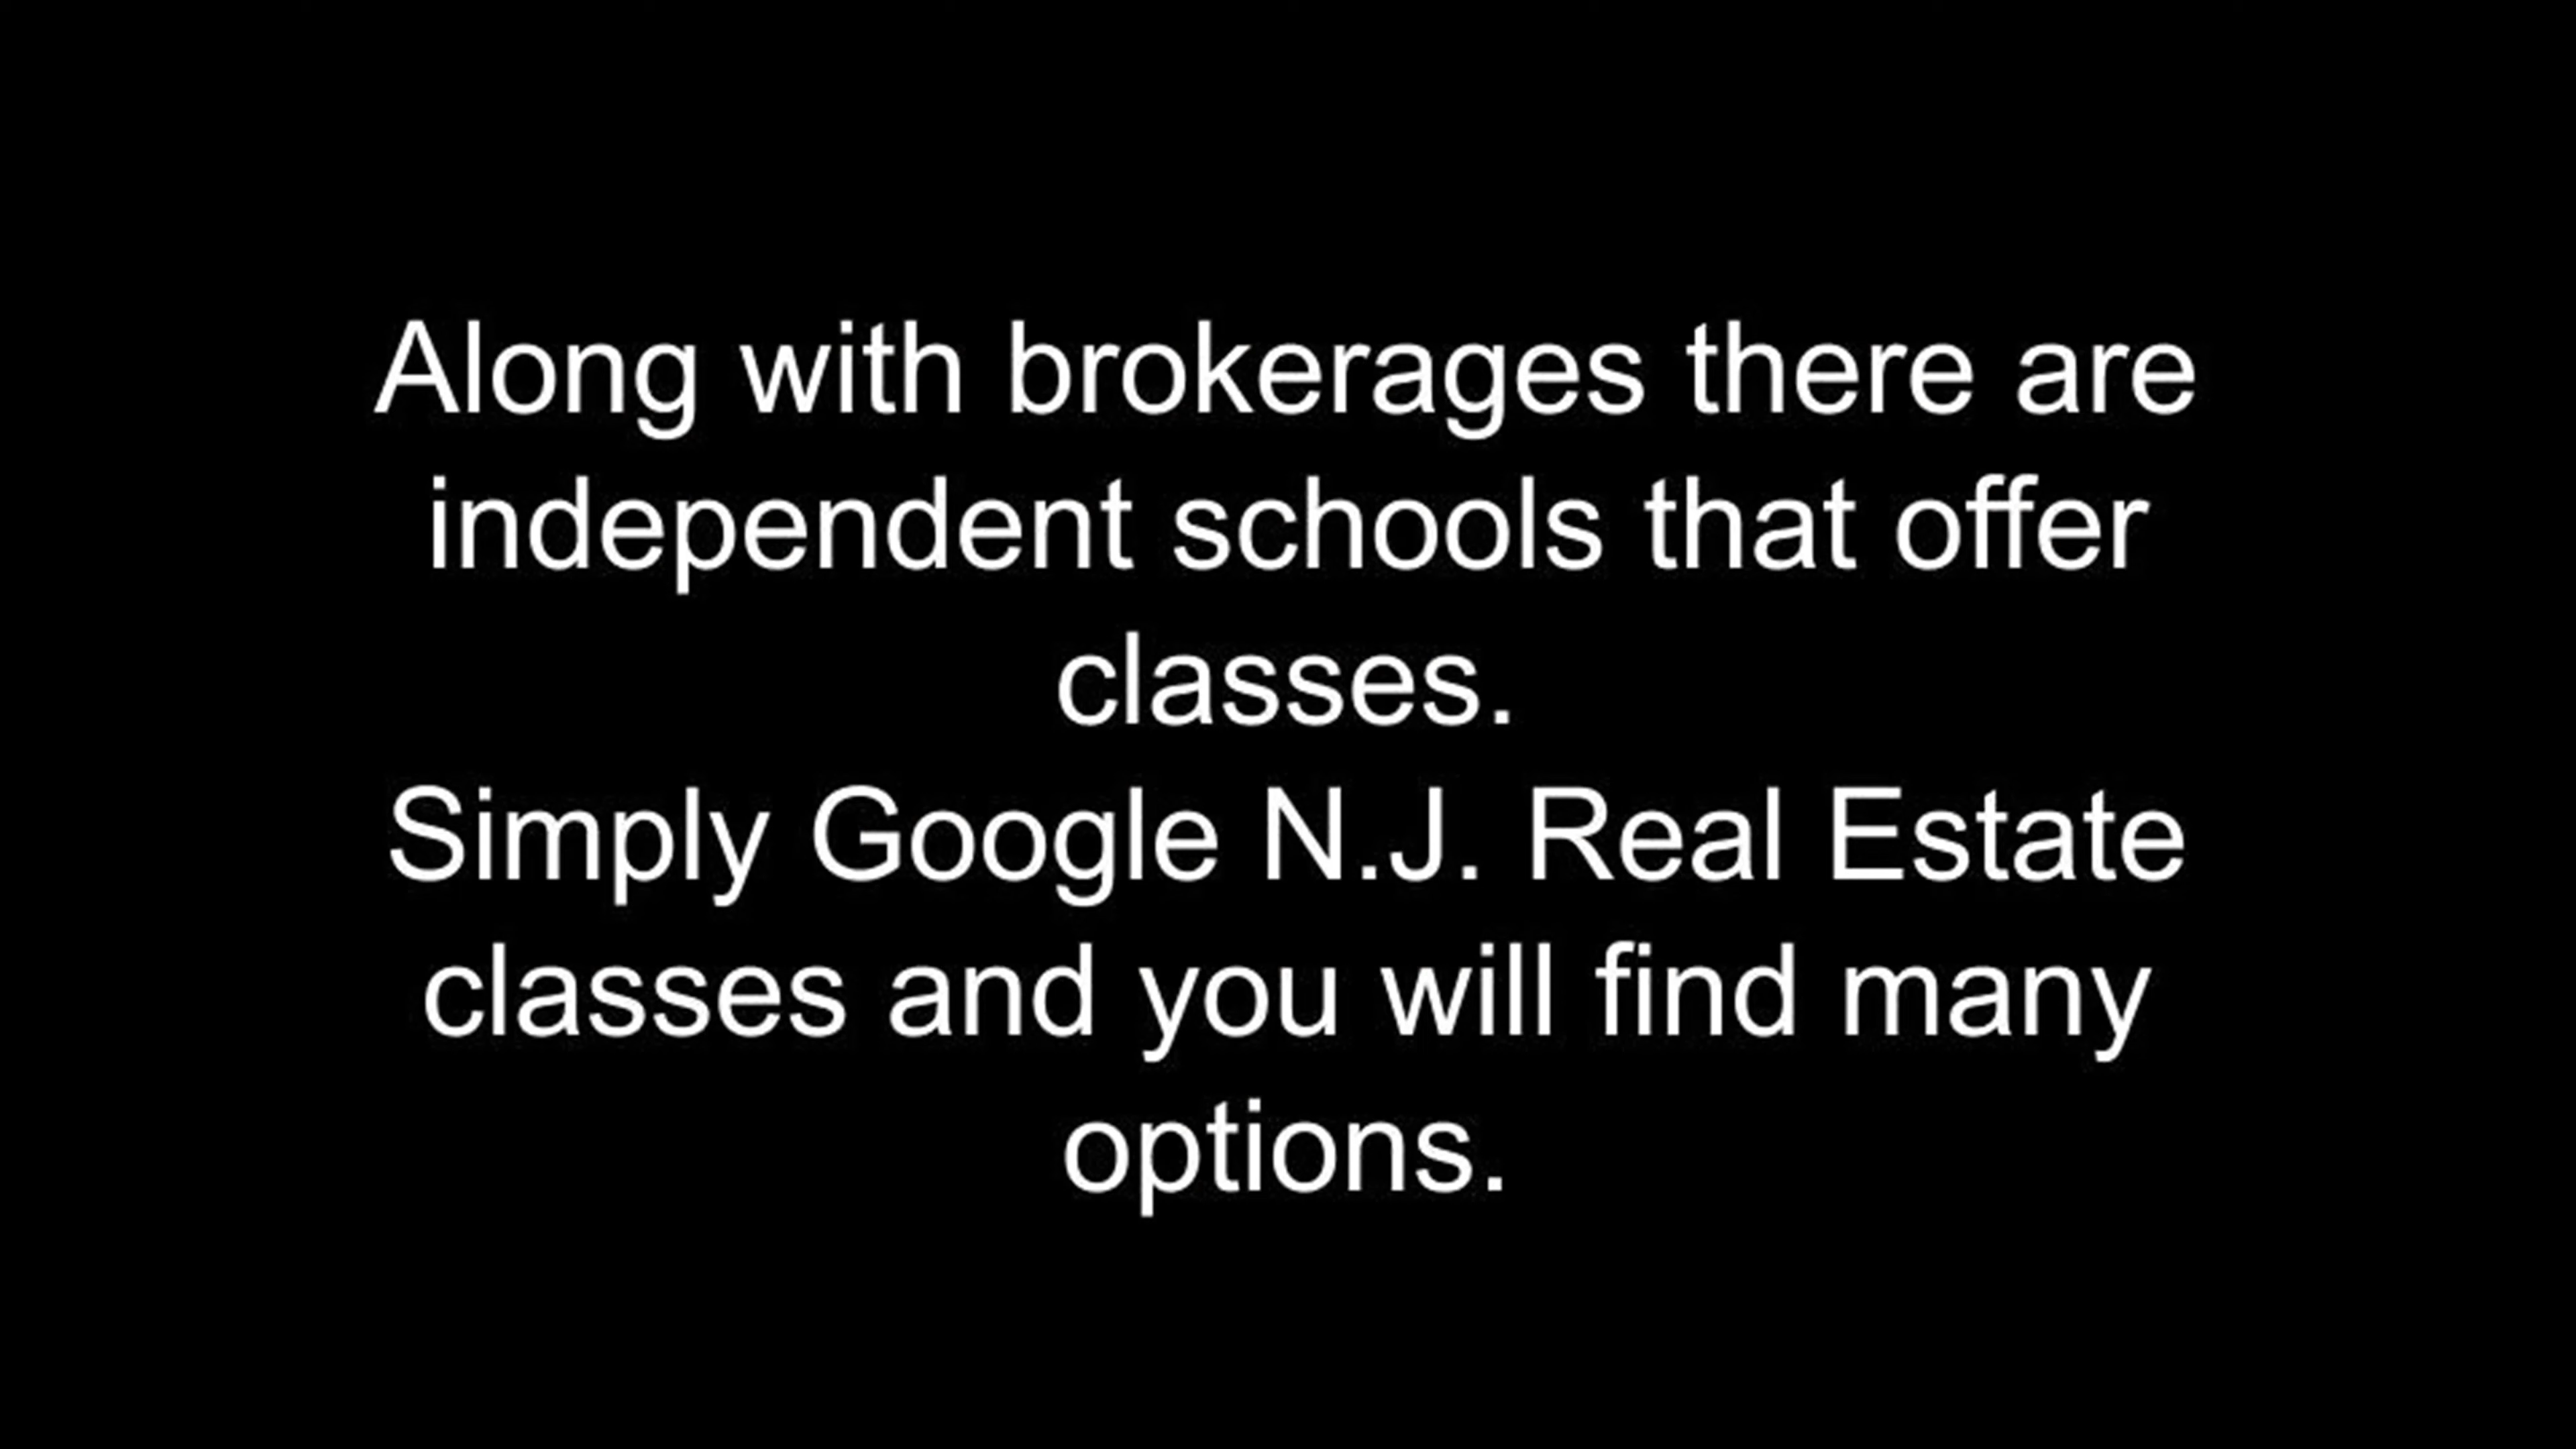 Along with brokerages there are
independent schools that offer
classes.
Simply Google N.J. Real Estate
classes and you will find many
options.